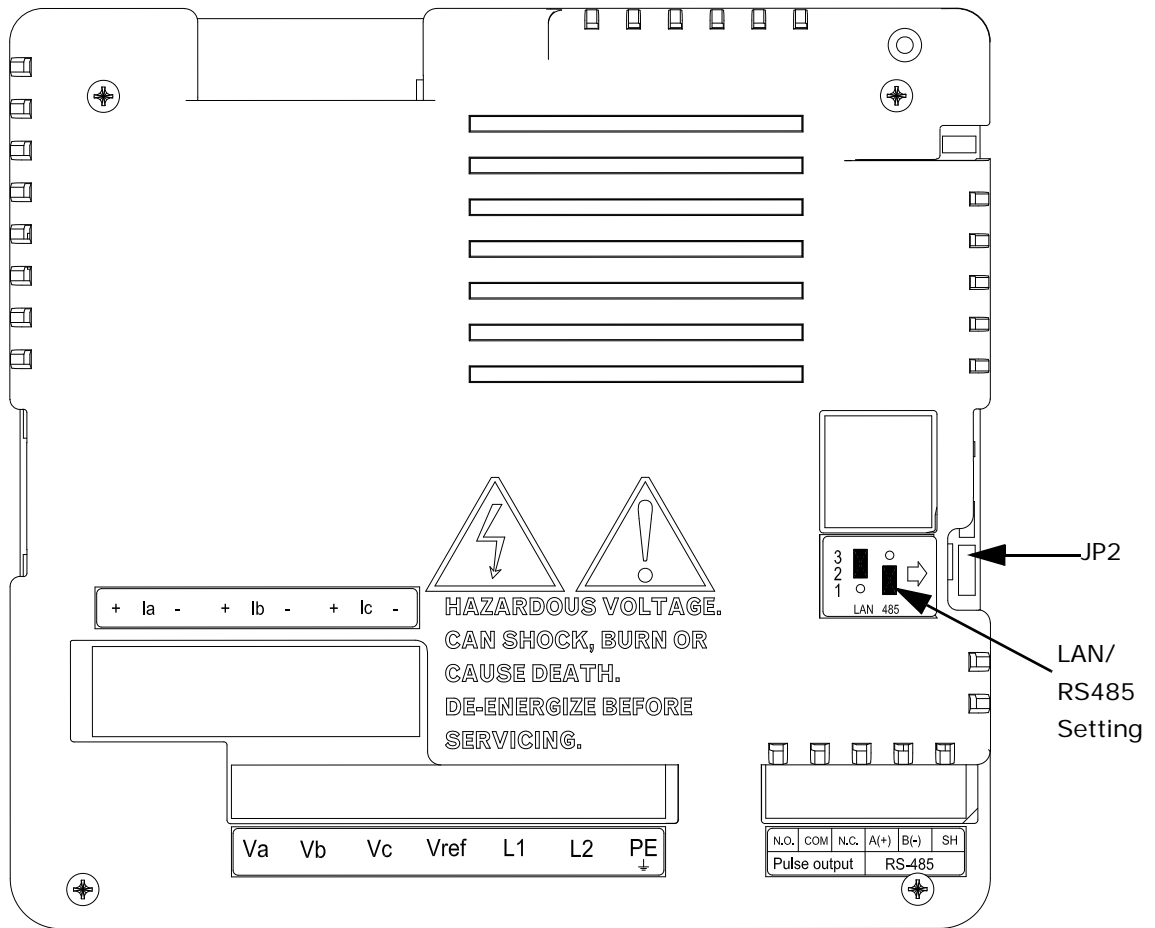 3
2
1
LAN 485
JP2
+ Ia - + Ib - + Ic -
HAZARDOUS VOLTAGE.
CAN SHOCK, BURN OR
CAUSE DEATH.
DE-ENERGIZE BEFORE
SERVICING.
LAN/
RS485
Setting
Va Vb Vc Vref L1 L2 PE
N.O. COM N.C. A(+) B(-) SH
Pulse output RS-485